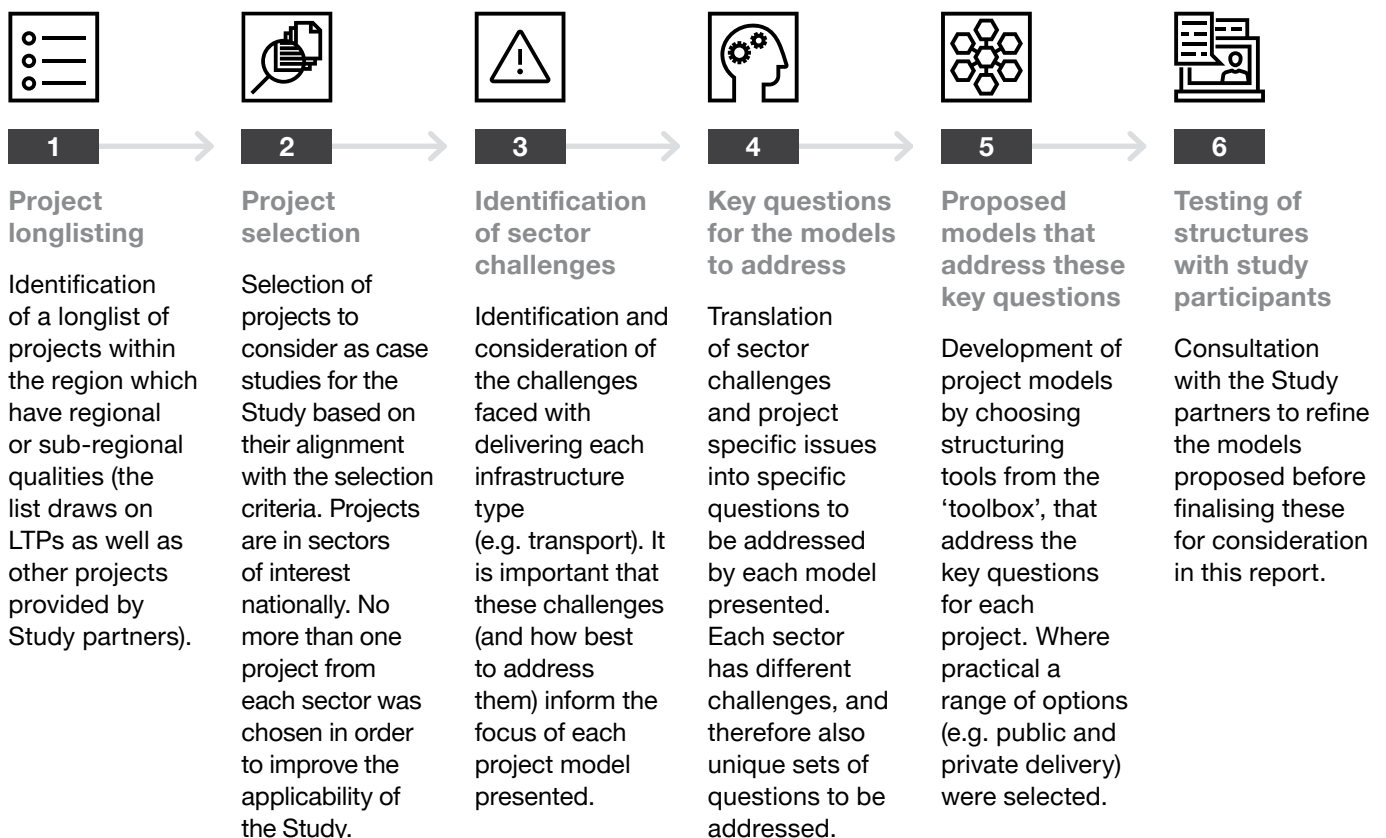 1
Project
longlisting
Identification
of a longlist of
projects within
the region which
have regional
or sub-regional
qualities (the
list draws on
LTPs as well as
other projects
provided by
Study partners).
2
Project
selection
Selection of
projects to
consider as case
studies for the
Study based on
their alignment
with the selection
criteria. Projects
are in sectors
of interest
nationally. No
more than one
project from
each sector was
chosen in order
to improve the
applicability of
the Study.
3
Identification
of sector
challenges
Identification and
consideration of
the challenges
faced with
delivering each
infrastructure
type
(e.g. transport). It
is important that
these challenges
(and how best
to address
them) inform the
focus of each
project model
presented.
4
Key questions
for the models
to address
Translation
of sector
challenges
and project
specific issues
into specific
questions to
be addressed
by each model
presented.
Each sector
has different
challenges, and
therefore also
unique sets of
questions to be
addressed.
5
Proposed
models that
address these
key questions
Development of
project models
by choosing
structuring
tools from the
‘toolbox’, that
address the
key questions
for each
project. Where
practical a
range of options
(e.g. public and
private delivery)
were selected.
6
Testing of
structures
with study
participants
Consultation
with the Study
partners to refine
the models
proposed before
finalising these
for consideration
in this report.